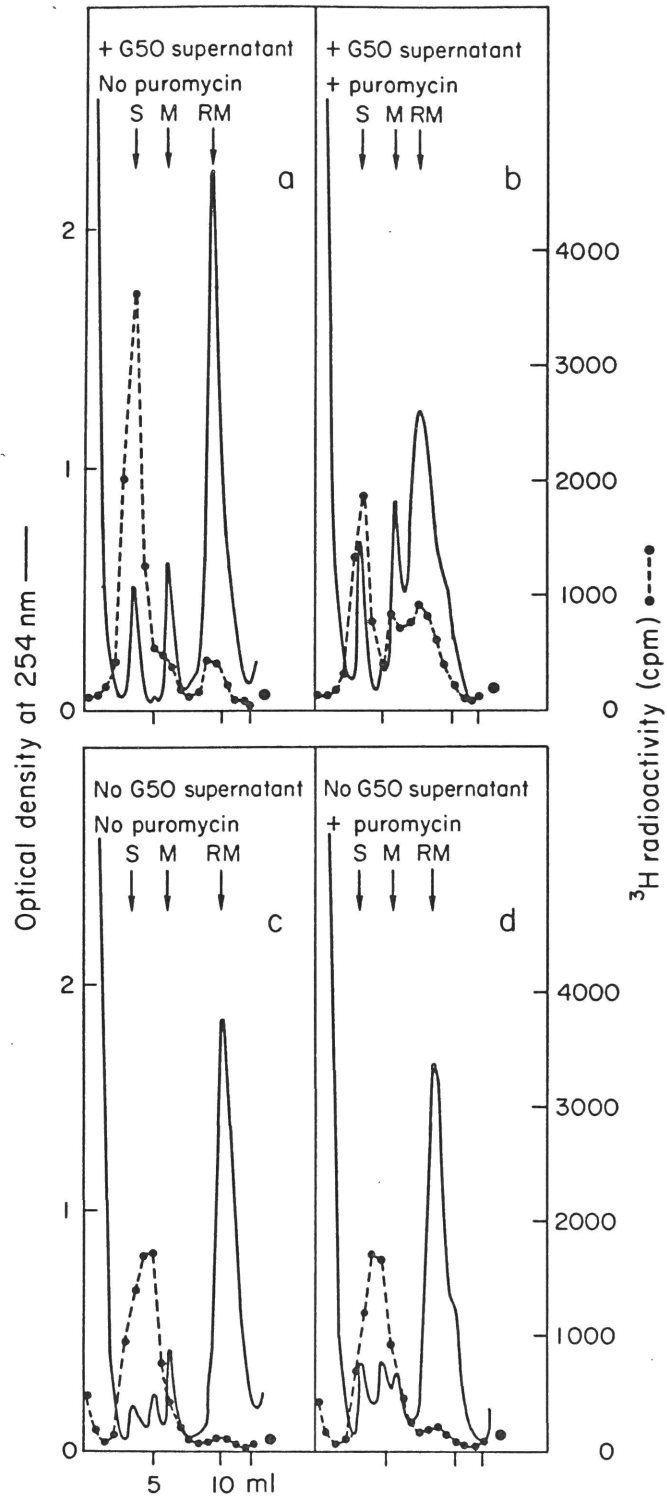 + G50 supernatant
No puromycin
S M RM
a
+ G50 supernatant
+ puromycin
S M RM
b
2
1
0
4000
3000
2000
1000
0
No G50 supernatant
No puromycin
S M RM
c
No G50 supernatant
+ puromycin
S M RM
d
2
1
0
4000
3000
2000
1000
0
5 10 ml
Optical density at 254 nm
³H radioactivity (cpm)